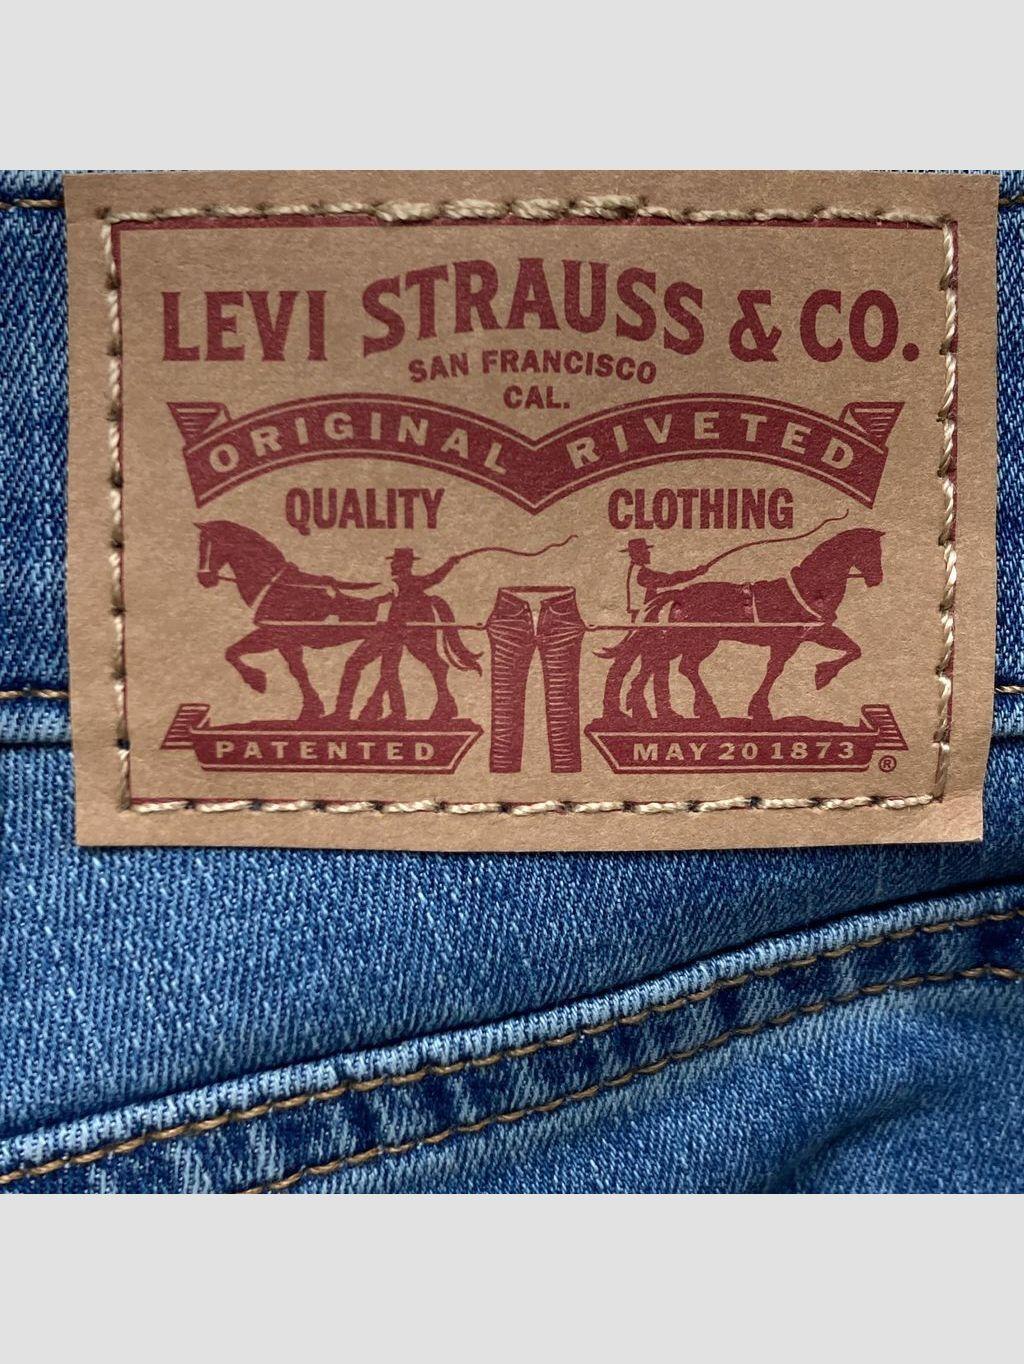 LEVI STRAUSS & CO.
SAN FRANCISCO
CAL.
ORIGINAL RIVETED
QUALITY CLOTHING
PATENTED MAY 20 1873 ®